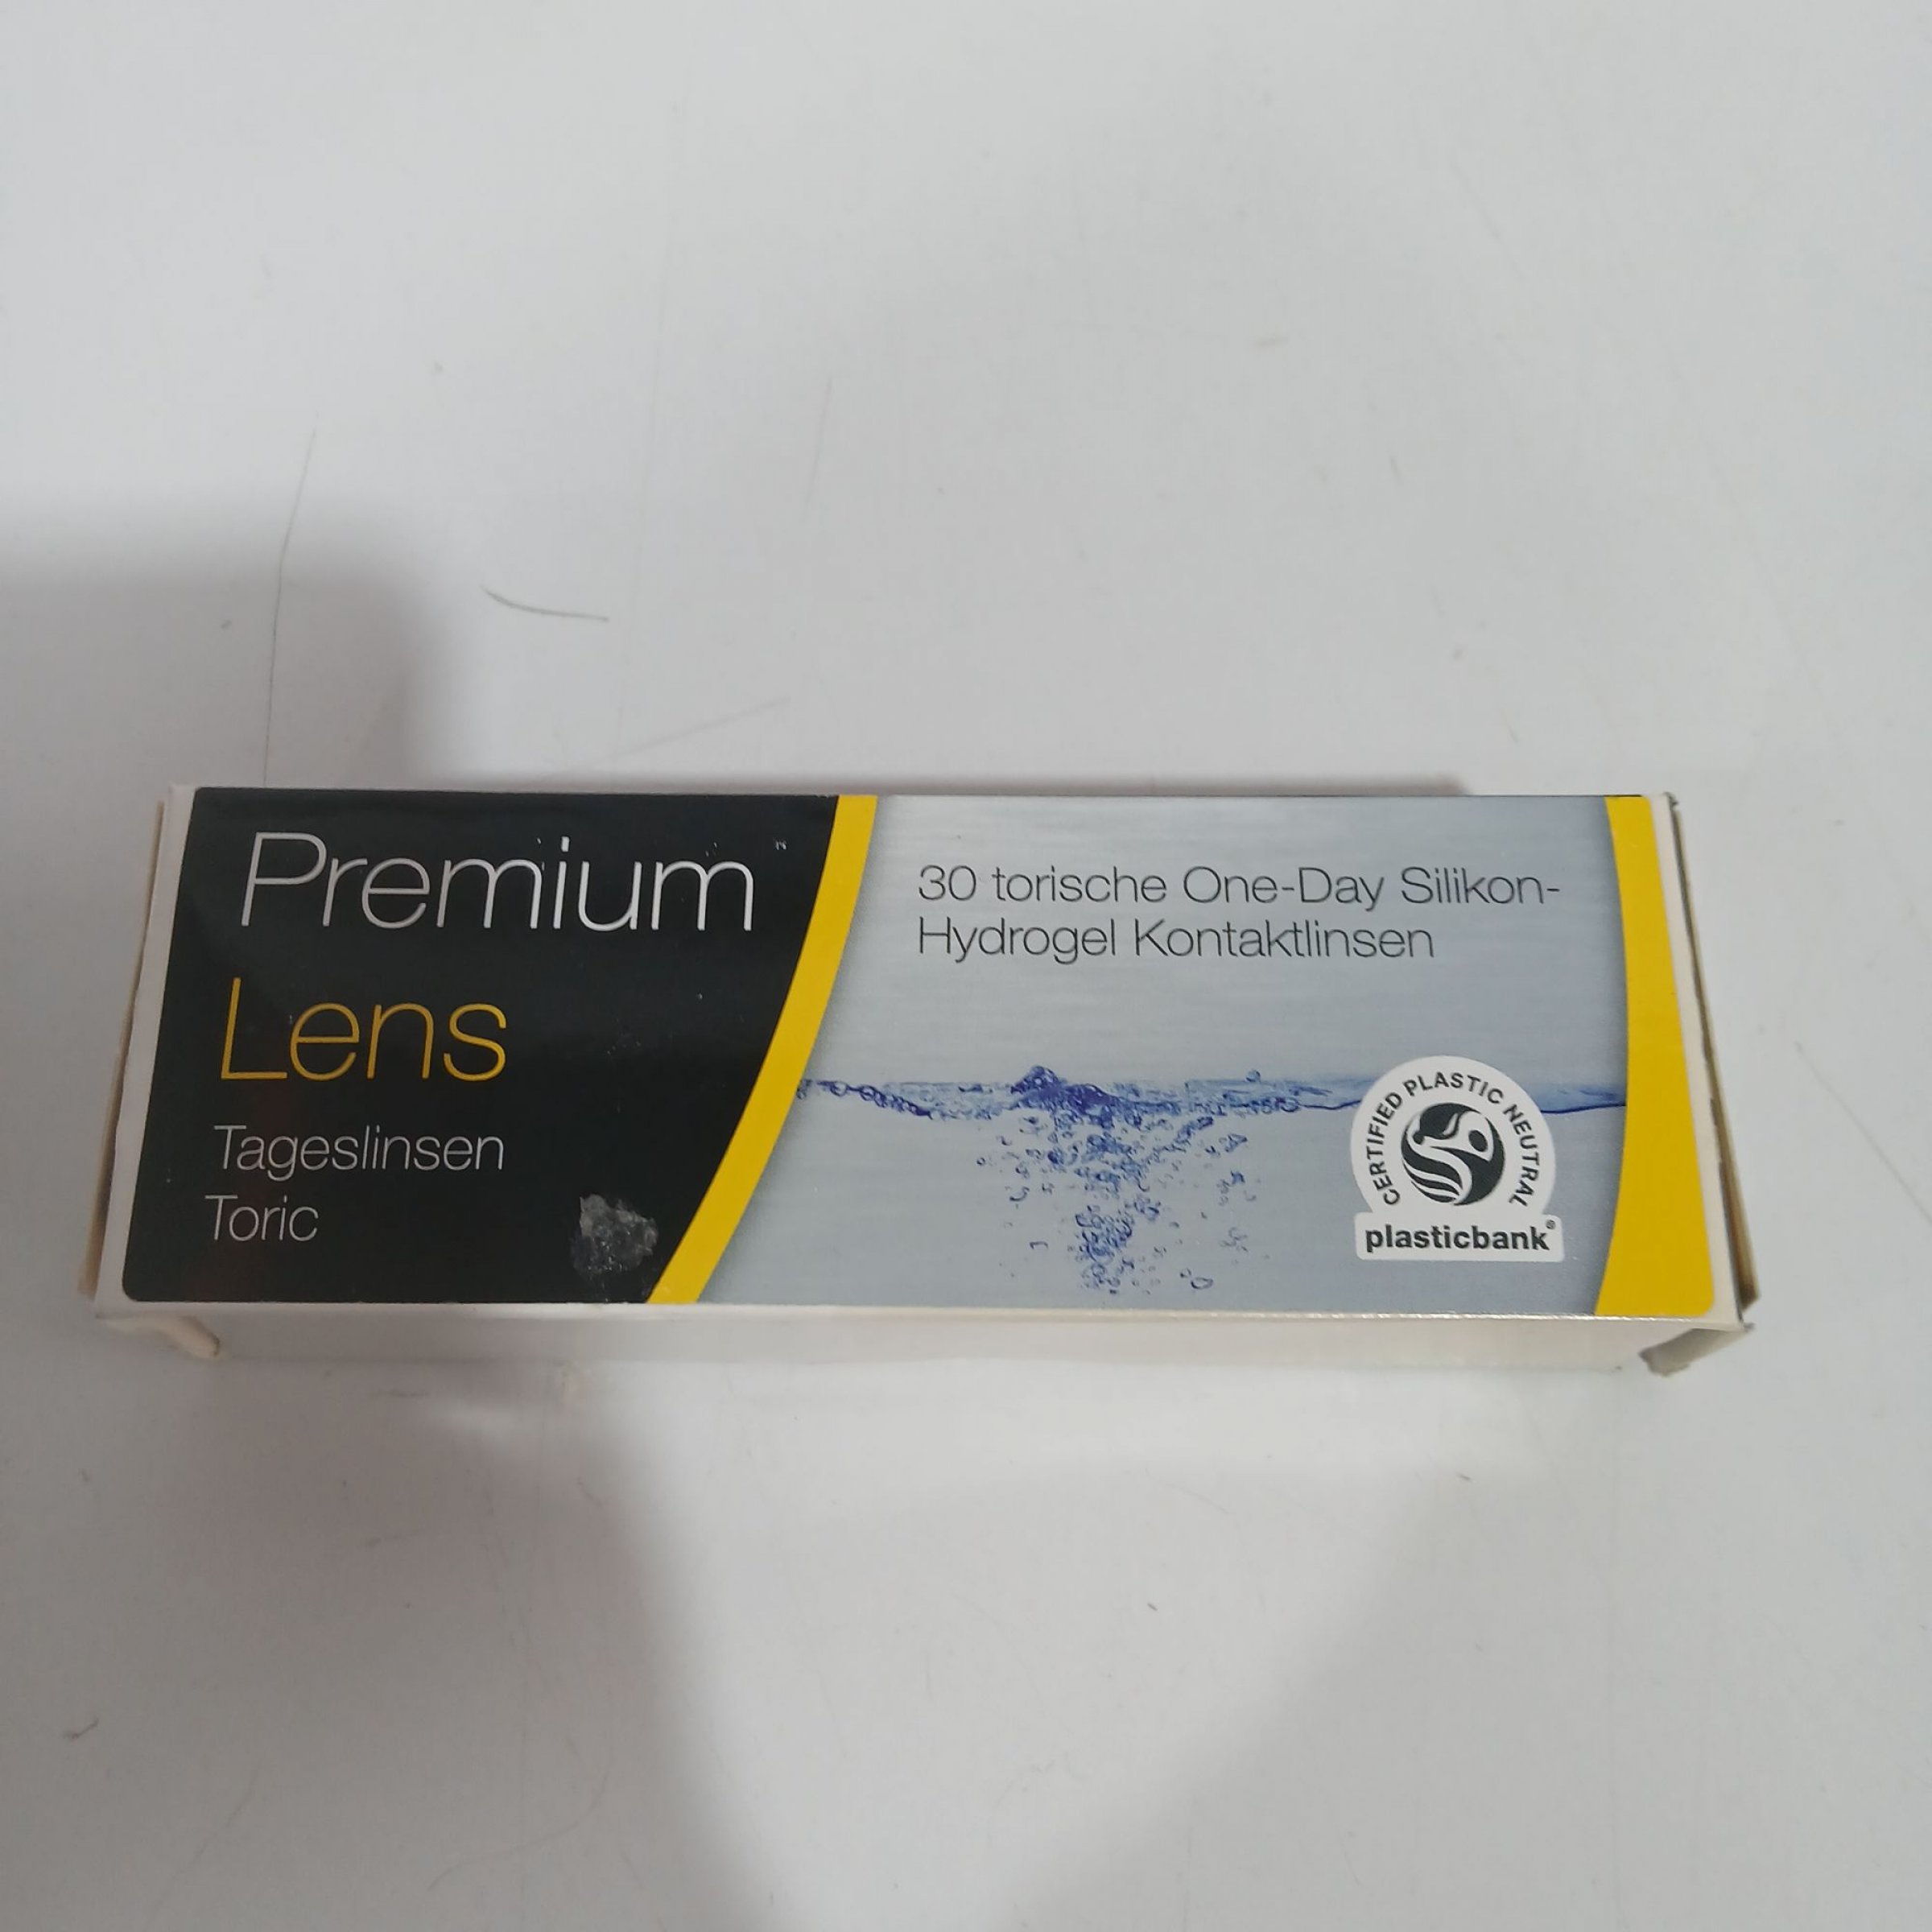 Premium
Lens
Tageslinsen
Toric
30 torische One-Day Silikon-
Hydrogel Kontaktlinsen
CERTIFIED PLASTIC NEUTRAL
plasticbank®